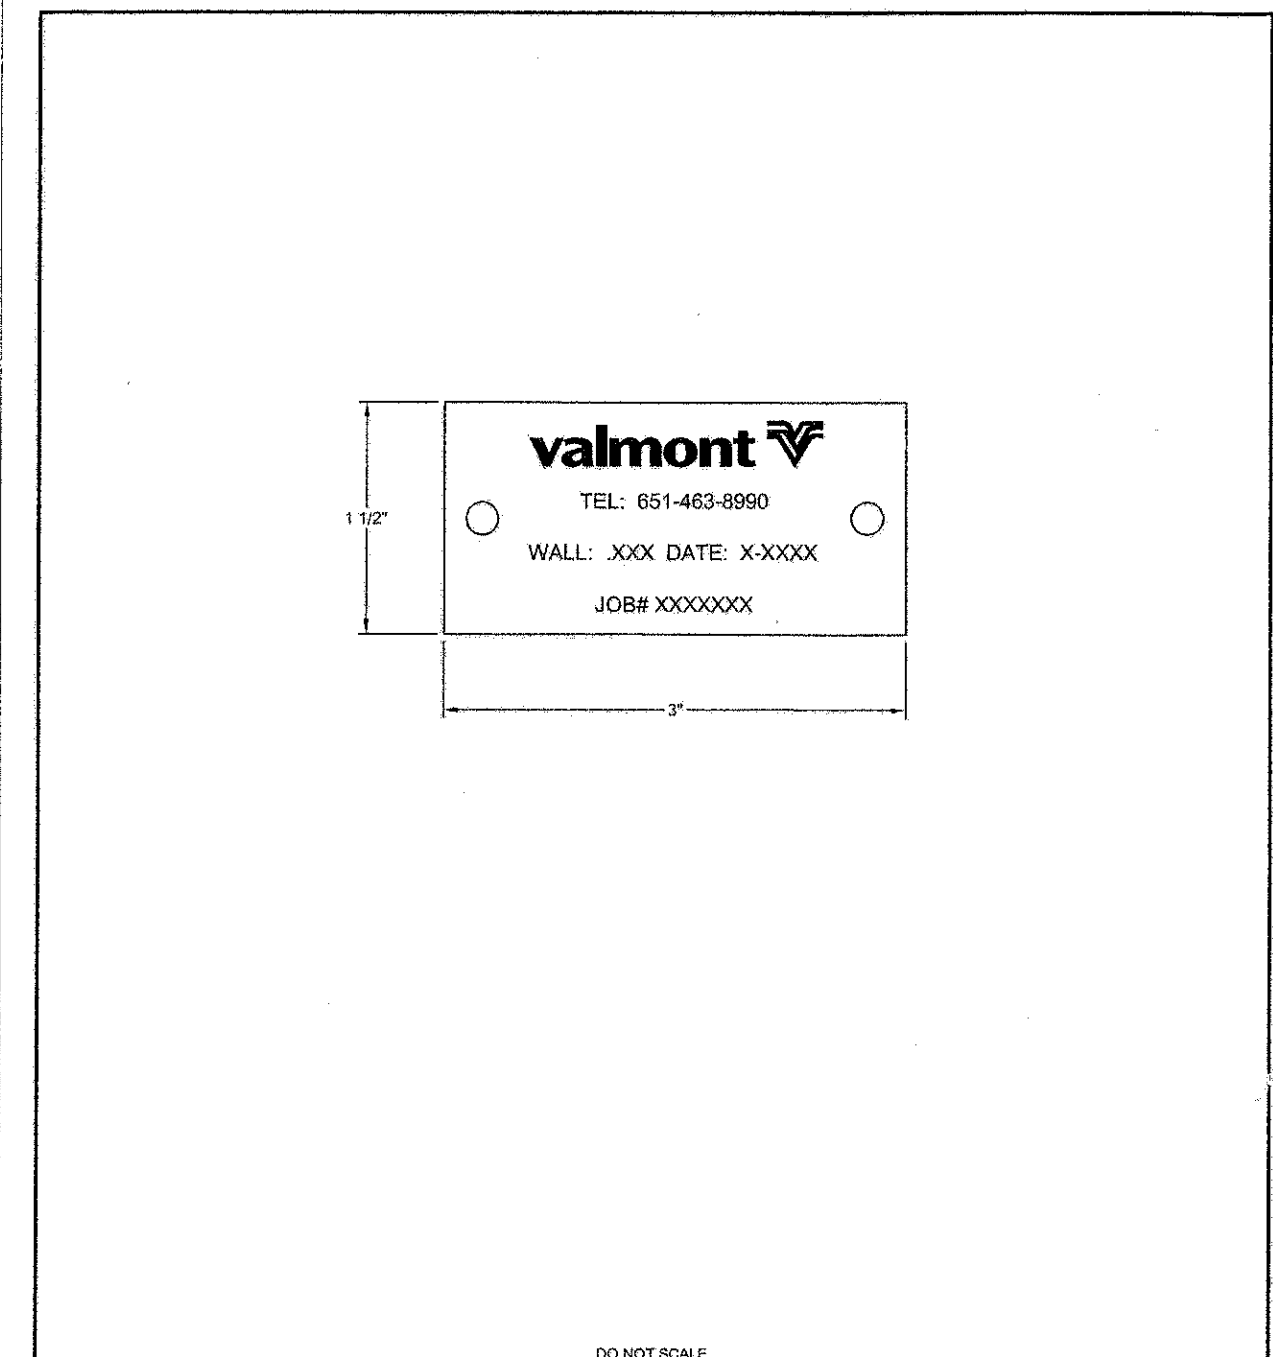 valmont
TEL: 651-463-8990
1 1/2"
WALL: .XXX DATE: X-XXXX
JOB# XXXXXXX
3"
DO NOT SCALE